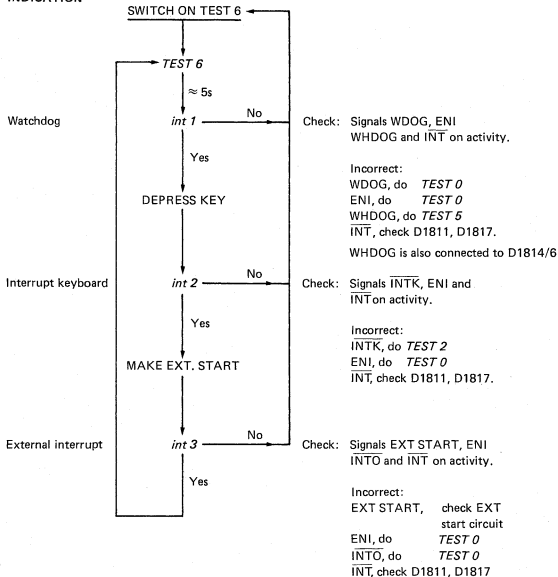 INDICATION
SWITCH ON TEST 6
TEST 6
≈ 5s
Watchdog
int 1
No
Check: Signals WDOG, ENI
WHDOG and INT on activity.
Yes
Incorrect:
WDOG, do TEST 0
ENI, do TEST 0
WHDOG, do TEST 5
INT, check D1811, D1817.
WHDOG is also connected to D1814/6
DEPRESS KEY
Interrupt keyboard
int 2
No
Check: Signals INTK, ENI and
INT on activity.
Yes
Incorrect:
INTK, do TEST 2
ENI, do TEST 0
INT, check D1811, D1817.
MAKE EXT. START
External interrupt
int 3
No
Check: Signals EXT START, ENI
INTO and INT on activity.
Yes
Incorrect:
EXT START, check EXT
start circuit
ENI, do TEST 0
INTO, do TEST 0
INT, check D1811, D1817